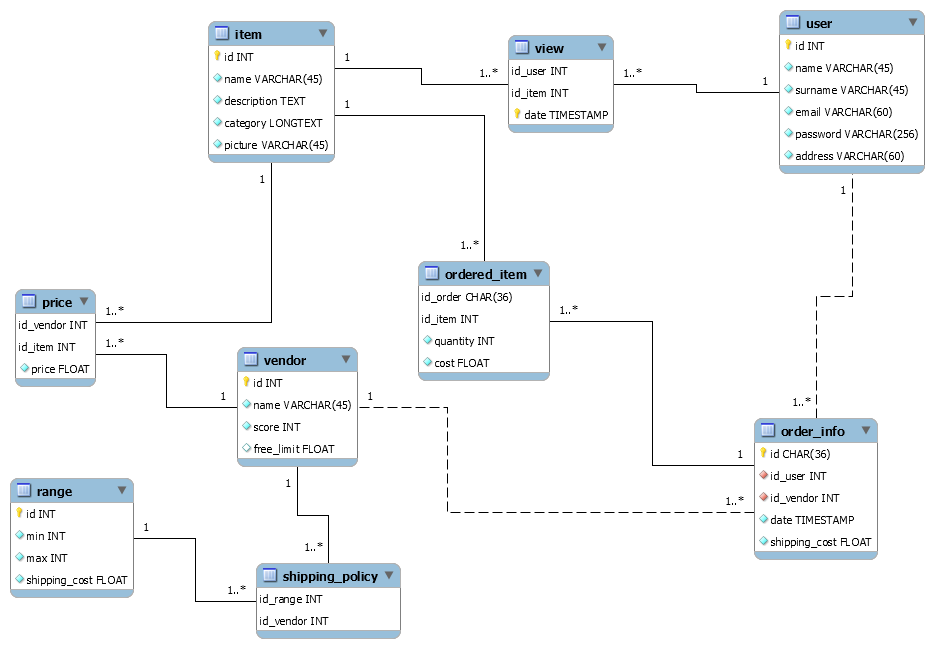 item
id INT
name VARCHAR(45)
description TEXT
category LONGTEXT
picture VARCHAR(45)
1
1
1
view
id_user INT
id_item INT
date TIMESTAMP
1..*
1..*
user
id INT
name VARCHAR(45)
surname VARCHAR(45)
email VARCHAR(60)
password VARCHAR(256)
address VARCHAR(60)
1
1
ordered_item
id_order CHAR(36)
id_item INT
quantity INT
cost FLOAT
1..*
1..*
price
id_vendor INT
id_item INT
price FLOAT
1..*
1..*
vendor
id INT
name VARCHAR(45)
score INT
free_limit FLOAT
1
1
1
order_info
id CHAR(36)
id_user INT
id_vendor INT
date TIMESTAMP
shipping_cost FLOAT
1..*
1
1..*
range
id INT
min INT
max INT
shipping_cost FLOAT
1
shipping_policy
id_range INT
id_vendor INT
1..*
1..*